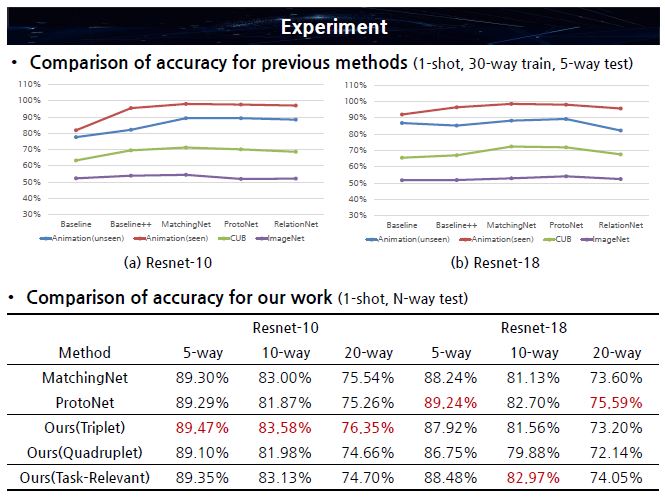 Experiment
• Comparison of accuracy for previous methods (1-shot, 30-way train, 5-way test)
110%
100%
90%
80%
70%
60%
50%
40%
30%
Baseline Baseline++ MatchingNet ProtoNet RelationNet
Animation(unseen) Animation(seen) CUB ImageNet
(a) Resnet-10
110%
100%
90%
80%
70%
60%
50%
40%
30%
Baseline Baseline++ MatchingNet ProtoNet RelationNet
Animation(unseen) Animation(seen) CUB ImageNet
(b) Resnet-18
• Comparison of accuracy for our work (1-shot, N-way test)
Resnet-10 Resnet-18
Method 5-way 10-way 20-way 5-way 10-way 20-way
MatchingNet 89.30% 83.00% 75.54% 88.24% 81.13% 73.60%
ProtoNet 89.29% 81.87% 75.26% 89.24% 82.70% 75.59%
Ours(Triplet) 89.47% 83.58% 76.35% 87.92% 81.56% 73.20%
Ours(Quadruplet) 89.10% 81.98% 74.66% 86.75% 79.88% 72.14%
Ours(Task-Relevant) 89.35% 83.13% 74.70% 88.48% 82.97% 74.05%